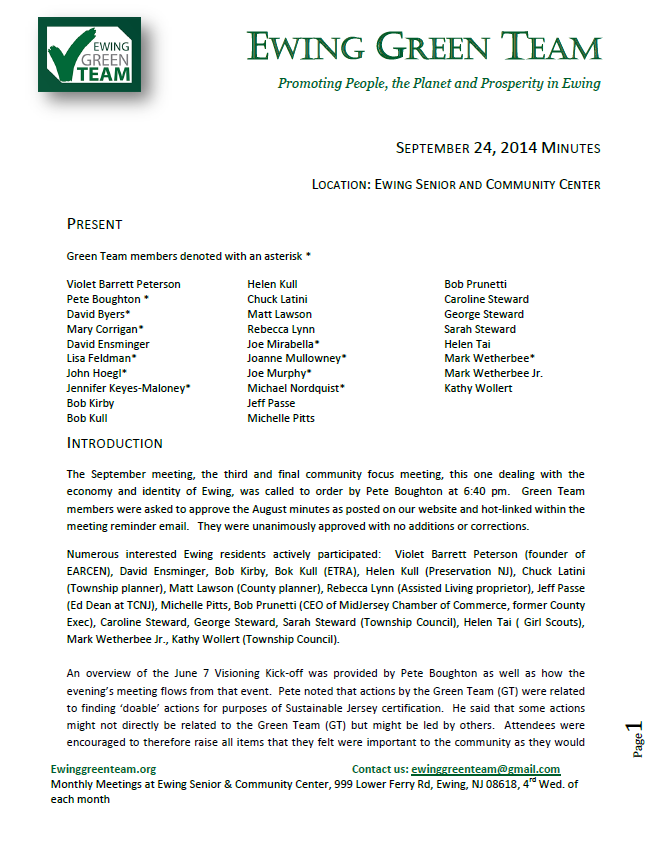 EWING
GREEN
TEAM
EWING GREEN TEAM
Promoting People, the Planet and Prosperity in Ewing
SEPTEMBER 24, 2014 MINUTES
LOCATION: EWING SENIOR AND COMMUNITY CENTER
PRESENT
Green Team members denoted with an asterisk *
Violet Barrett Peterson
Pete Boughton *
David Byers*
Mary Corrigan*
David Ensminger
Lisa Feldman*
John Hoegl*
Jennifer Keyes-Maloney*
Bob Kirby
Bob Kull
Helen Kull
Chuck Latini
Matt Lawson
Rebecca Lynn
Joe Mirabella*
Joanne Mullowney*
Joe Murphy*
Michael Nordquist*
Jeff Passe
Michelle Pitts
Bob Prunetti
Caroline Steward
George Steward
Sarah Steward
Helen Tai
Mark Wetherbee*
Mark Wetherbee Jr.
Kathy Wollert
INTRODUCTION
The September meeting, the third and final community focus meeting, this one dealing with the
economy and identity of Ewing, was called to order by Pete Boughton at 6:40 pm. Green Team
members were asked to approve the August minutes as posted on our website and hot-linked within the
meeting reminder email. They were unanimously approved with no additions or corrections.
Numerous interested Ewing residents actively participated: Violet Barrett Peterson (founder of
EARCEN), David Ensminger, Bob Kirby, Bok Kull (ETRA), Helen Kull (Preservation NJ), Chuck Latini
(Township planner), Matt Lawson (County planner), Rebecca Lynn (Assisted Living proprietor), Jeff Passe
(Ed Dean at TCNJ), Michelle Pitts, Bob Prunetti (CEO of MidJersey Chamber of Commerce, former County
Exec), Caroline Steward, George Steward, Sarah Steward (Township Council), Helen Tai ( Girl Scouts),
Mark Wetherbee Jr., Kathy Wollert (Township Council).
An overview of the June 7 Visioning Kick-off was provided by Pete Boughton as well as how the
evening's meeting flows from that event. Pete noted that actions by the Green Team (GT) were related
to finding 'doable' actions for purposes of Sustainable Jersey certification. He said that some actions
might not directly be related to the Green Team (GT) but might be led by others. Attendees were
encouraged to therefore raise all items that they felt were important to the community as they would
Page 1
Ewinggreenteam.org Contact us: ewinggreenteam@gmail.com
Monthly Meetings at Ewing Senior & Community Center, 999 Lower Ferry Rd, Ewing, NJ 08618, 4rd Wed. of
each month